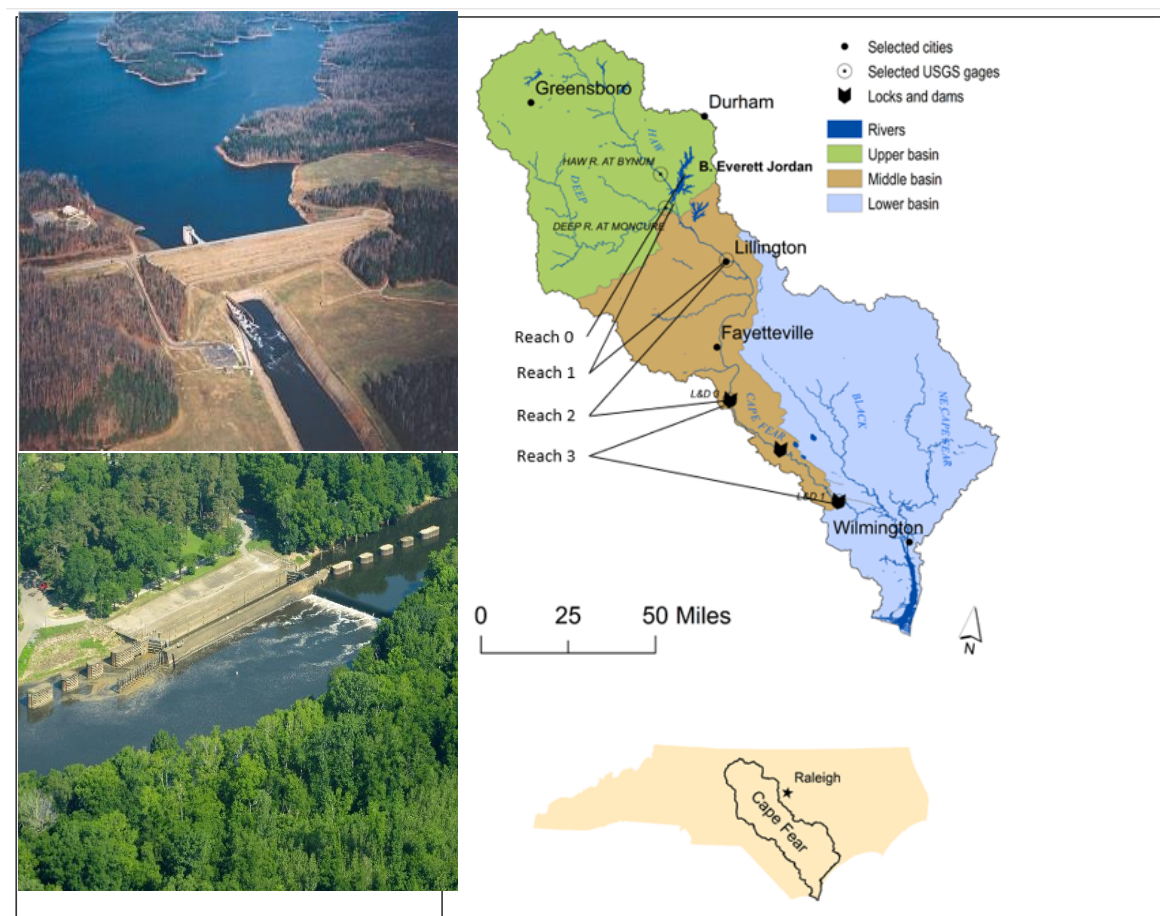 Selected cities
Selected USGS gages
Locks and dams
Rivers
Upper basin
Middle basin
Lower basin
Greensboro
Durham
HAW
HAW R. AT BYNUM
B. Everett Jordan
DEEP
DEEP R. AT MONCURE
Lillington
Reach 0
Fayetteville
Reach 1
L&D
CAPE FEAR
BLACK
NE CAPE FEAR
Reach 2
Reach 3
L&D 1
Wilmington
0 25 50 Miles
N
Raleigh
Cape Fear